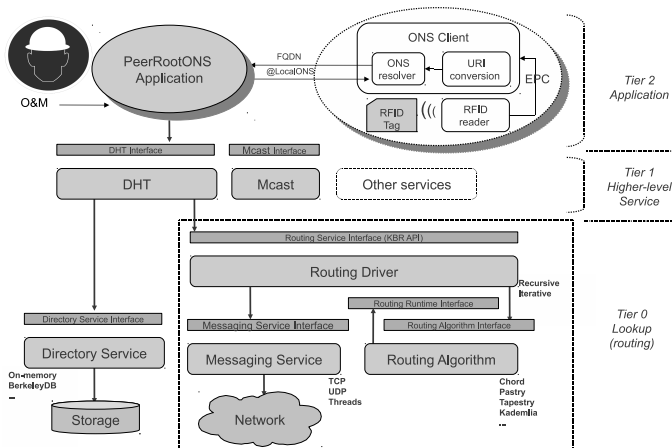 PeerRootONS
Application
O&M
FQDN
@LocalONS
ONS Client
ONS
resolver
URI
conversion
EPC
RFID
Tag
RFID
reader
Tier 2
Application
DHT Interface
Mcast Interface
DHT
Mcast
Other services
Tier 1
Higher-level
Service
Routing Service Interface (KBR API)
Routing Driver
Recursive
Iterative
Routing Runtime Interface
Directory Service Interface
Messaging Service Interface
Routing Algorithm Interface
Tier 0
Lookup
(routing)
Directory Service
Messaging Service
Routing Algorithm
On-memory
BerkeleyDB
...
TCP
UDP
Threads
Chord
Pastry
Tapestry
Kademlia
...
Storage
Network